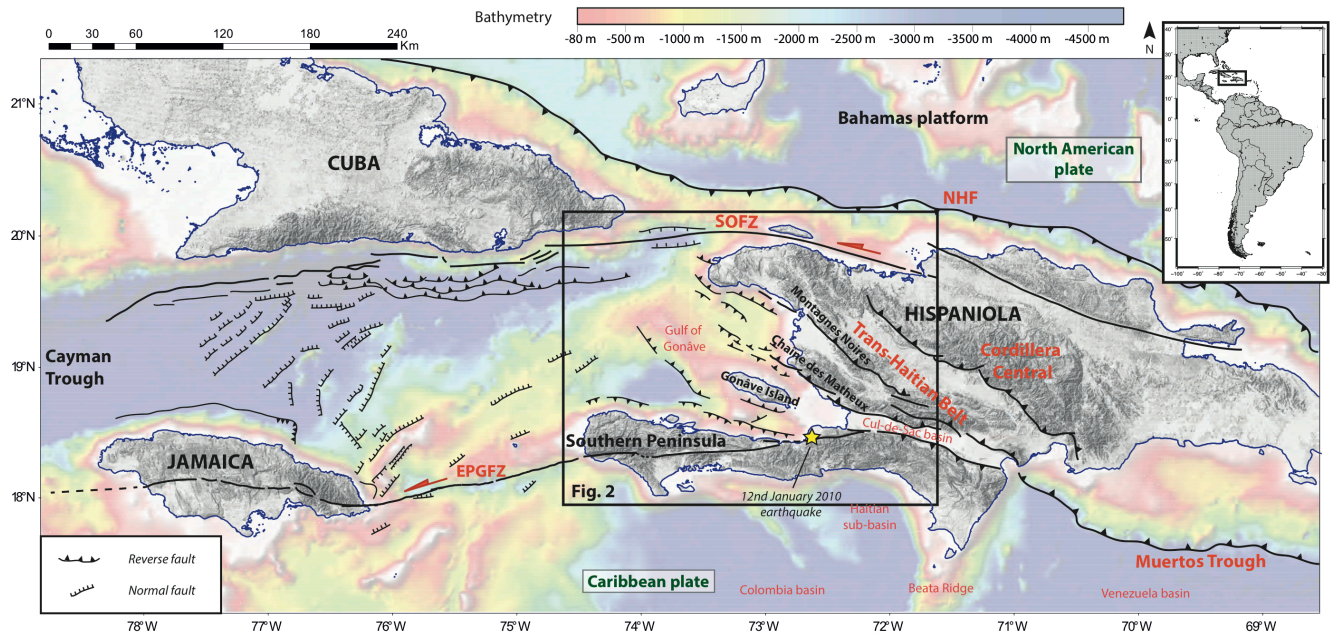 Bathymetry
-80 m -500 m -1000 m -1500 m -2000 m -2500 m -3000 m -3500 m -4000 m -4500 m
0 30 60 120 180 240
Km
N
21°N
20°N
19°N
18°N
78°W 77°W 76°W 75°W 74°W 73°W 72°W 71°W 70°W 69°W
CUBA
Bahamas platform
North American
plate
NHF
SOFZ
HISPANIOLA
Montagnes Noires
Trans-Haitian Belt
Cordillera
Central
Gulf of
Gonâve
Chaine des Matheux
Gonâve Island
Cayman
Trough
Cul-de-Sac basin
Southern Peninsula
JAMAICA
EPGFZ
Fig. 2
12nd January 2010
earthquake
Haitian
sub-basin
Muertos Trough
Caribbean plate
Colombia basin
Beata Ridge
Venezuela basin
Reverse fault
Normal fault